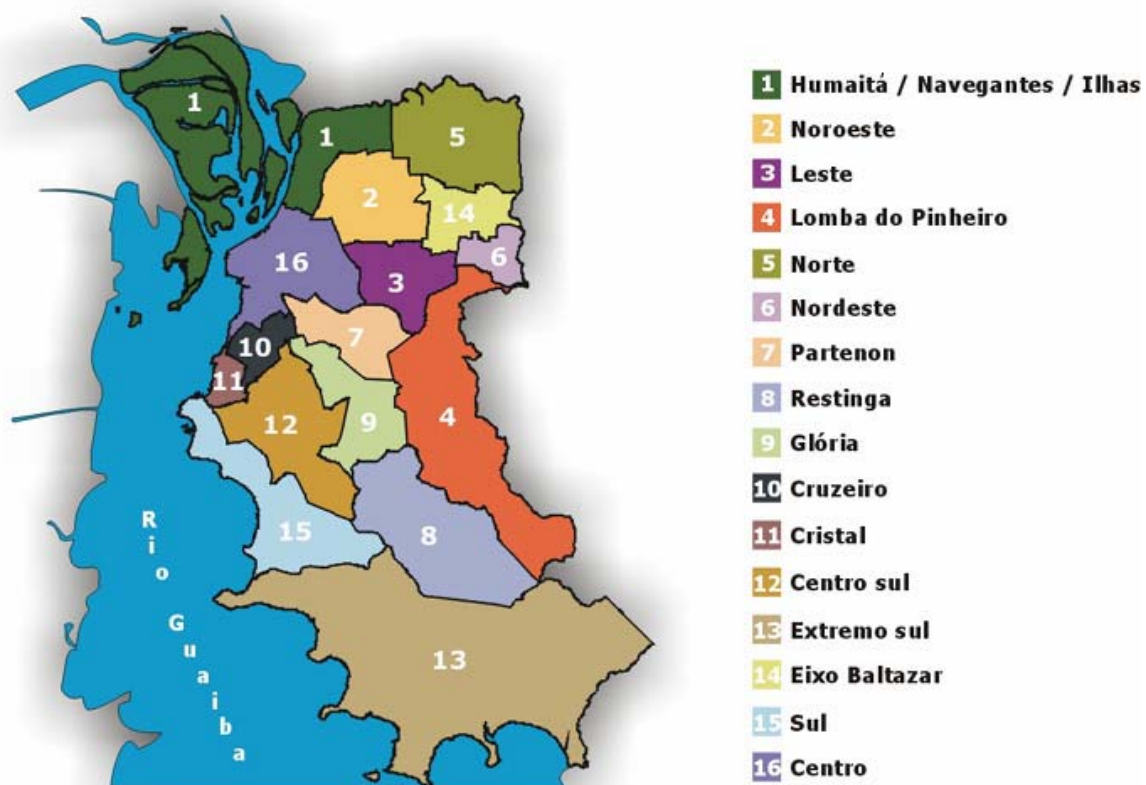 1
1
5
2
14
6
16
3
7
10
11
4
12
9
15
8
13
Rio Guaiba
1 Humaitá / Navegantes / Ilhas
2 Noroeste
3 Leste
4 Lomba do Pinheiro
5 Norte
6 Nordeste
7 Partenon
8 Restinga
9 Glória
10 Cruzeiro
11 Cristal
12 Centro sul
13 Extremo sul
14 Eixo Baltazar
15 Sul
16 Centro